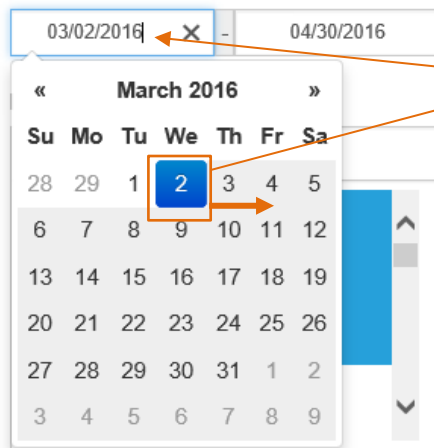 03/02/2016 × - 04/30/2016
« March 2016 »
Su Mo Tu We Th Fr Sa
28 29 1 2 3 4 5
6 7 8 9 10 11 12
13 14 15 16 17 18 19
20 21 22 23 24 25 26
27 28 29 30 31 1 2
3 4 5 6 7 8 9